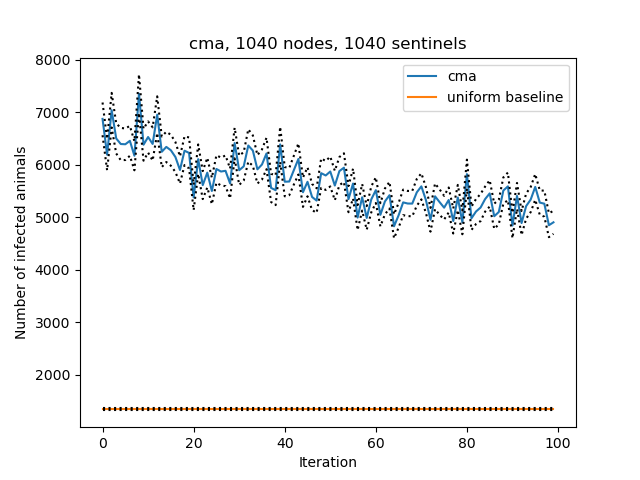 cma, 1040 nodes, 1040 sentinels
cma
uniform baseline
8000
7000
6000
5000
4000
3000
2000
Number of infected animals
0
20
40
60
80
100
Iteration